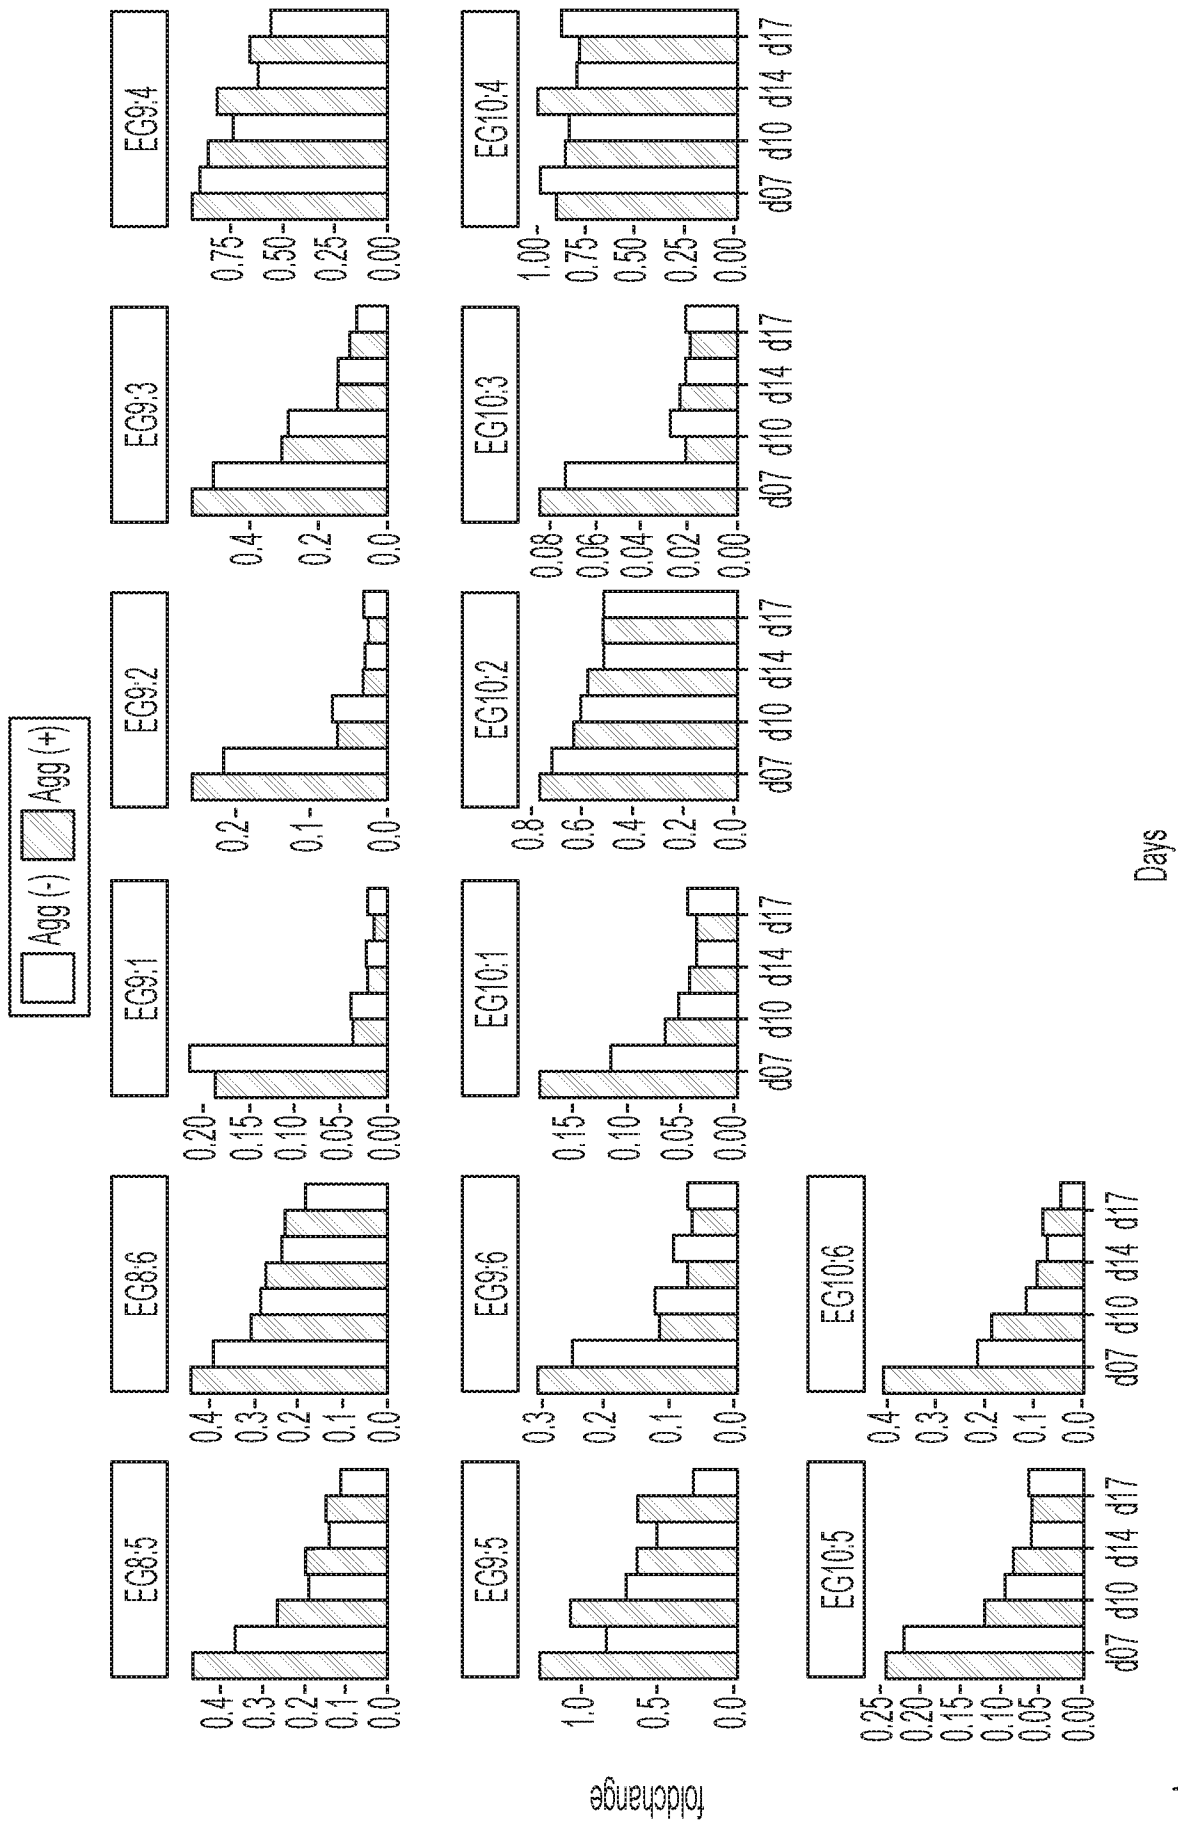 Agg (-) Agg (+)
EG8:5
EG8:6
EG9:1
EG9:2
EG9:3
EG9:4
0.4
0.3
0.2
0.1
0.0
0.4
0.3
0.2
0.1
0.0
0.20
0.15
0.10
0.05
0.00
0.2
0.1
0.0
0.4
0.2
0.0
0.75
0.50
0.25
0.00
foldchange
EG9:5
EG9:6
EG10:1
EG10:2
EG10:3
EG10:4
1.0
0.5
0.0
0.3
0.2
0.1
0.0
0.15
0.10
0.05
0.00
0.8
0.6
0.4
0.2
0.0
0.08
0.06
0.04
0.02
0.00
1.00
0.75
0.50
0.25
0.00
d07 d10 d14 d17
d07 d10 d14 d17
d07 d10 d14 d17
d07 d10 d14 d17
EG10:5
EG10:6
0.25
0.20
0.15
0.10
0.05
0.00
0.4
0.3
0.2
0.1
0.0
d07 d10 d14 d17
d07 d10 d14 d17
Days